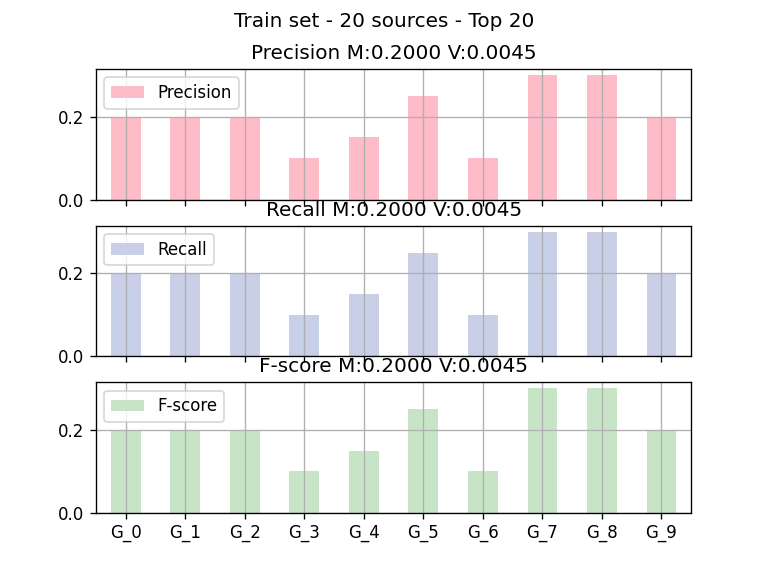 Train set - 20 sources - Top 20
Precision M:0.2000 V:0.0045
Precision
0.2
0.0
Recall M:0.2000 V:0.0045
Recall
0.2
0.0
F-score M:0.2000 V:0.0045
F-score
0.2
0.0
G_0 G_1 G_2 G_3 G_4 G_5 G_6 G_7 G_8 G_9